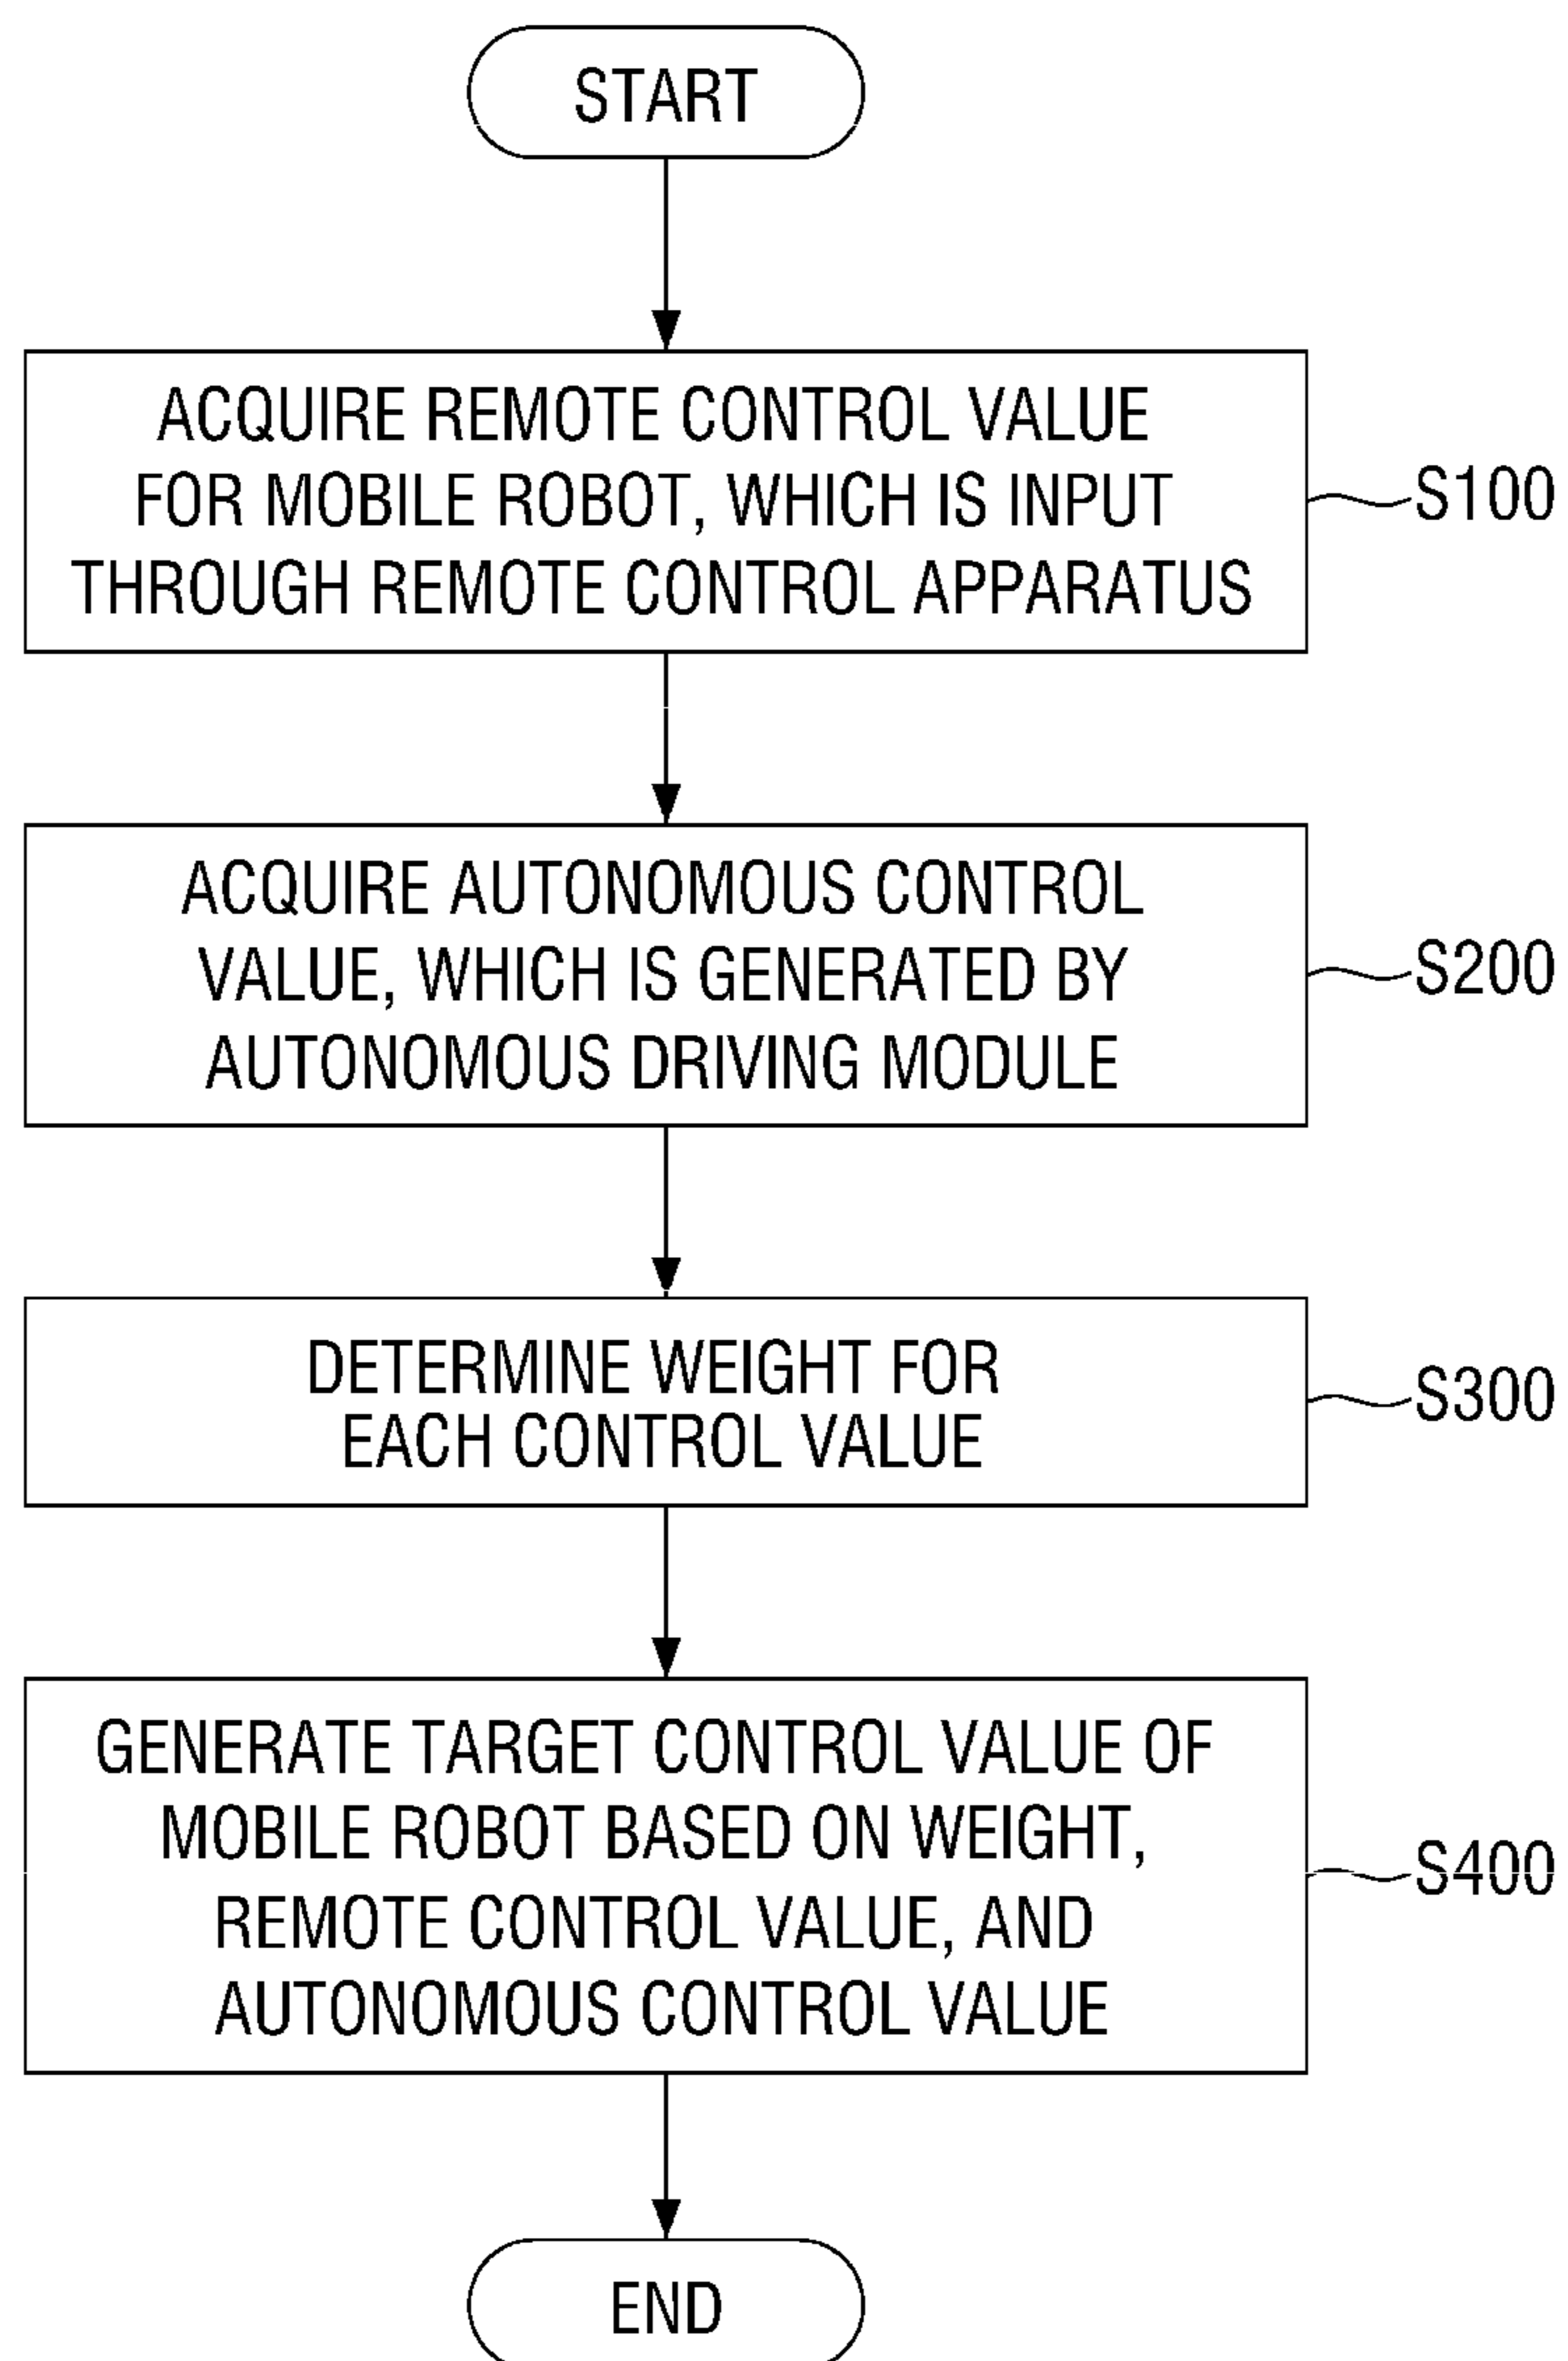 START
ACQUIRE REMOTE CONTROL VALUE
FOR MOBILE ROBOT, WHICH IS INPUT
THROUGH REMOTE CONTROL APPARATUS
S100
ACQUIRE AUTONOMOUS CONTROL
VALUE, WHICH IS GENERATED BY
AUTONOMOUS DRIVING MODULE
S200
DETERMINE WEIGHT FOR
EACH CONTROL VALUE
S300
GENERATE TARGET CONTROL VALUE OF
MOBILE ROBOT BASED ON WEIGHT,
REMOTE CONTROL VALUE, AND
AUTONOMOUS CONTROL VALUE
S400
END